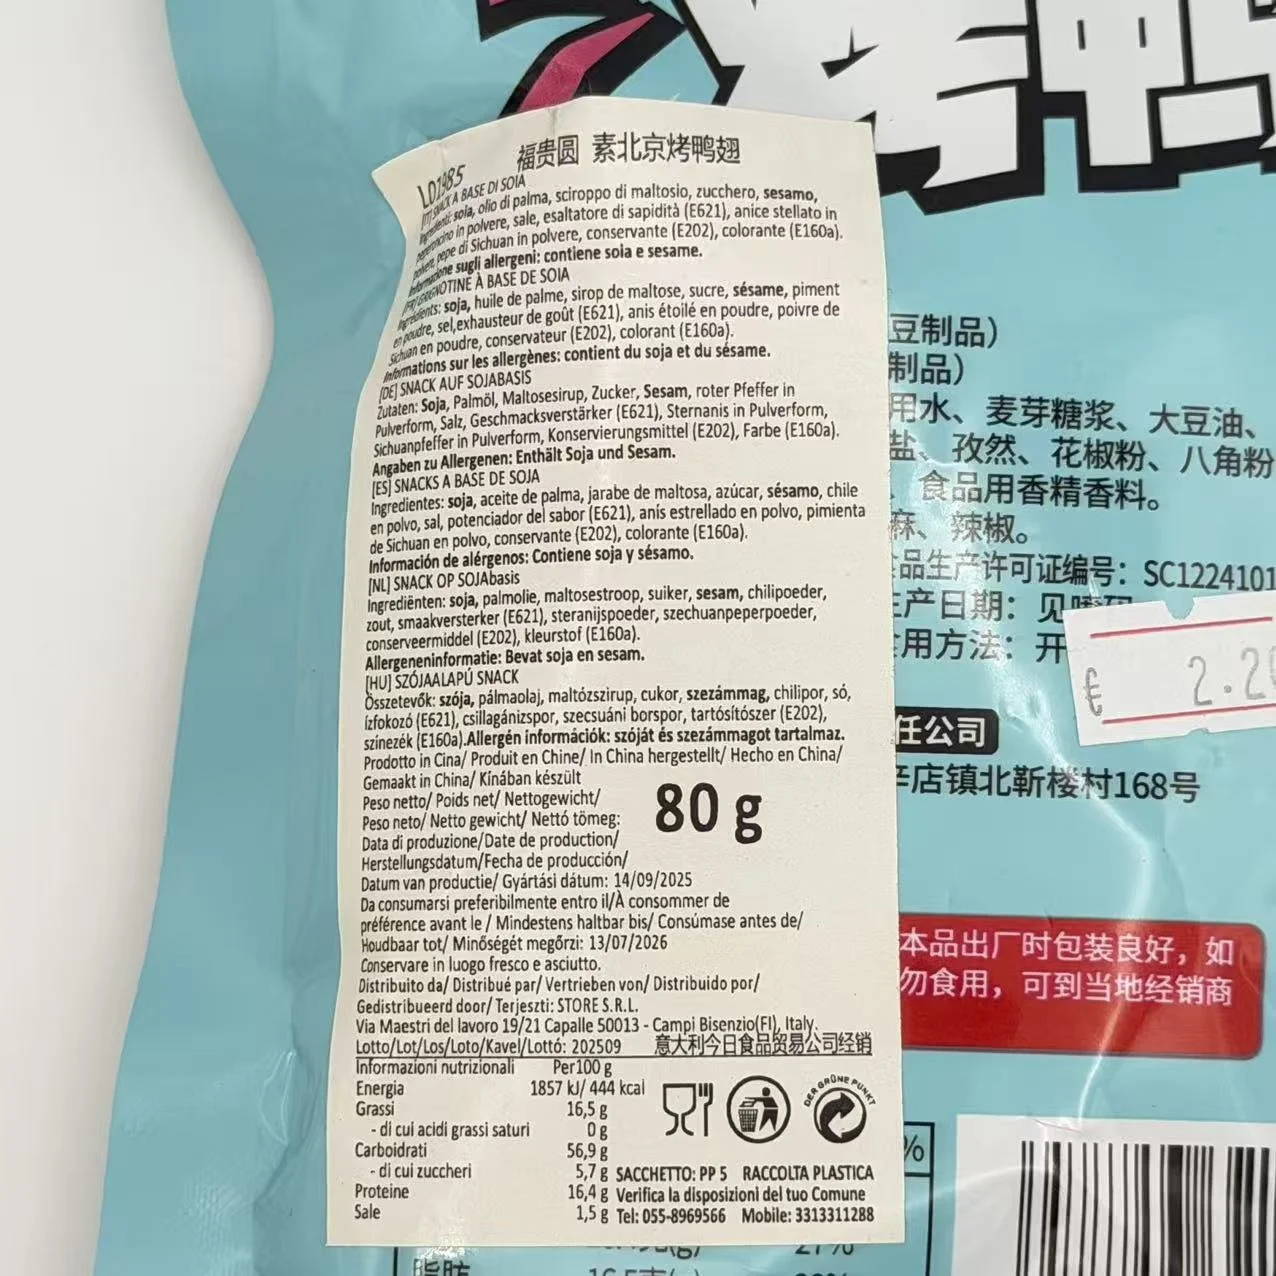 福贵圆 素北京烤鸭翅
L01985
[IT] SNACK A BASE DI SOIA
Ingredienti: soia, olio di palma, sciroppo di maltosio, zucchero, sesamo,
peperoncino in polvere, sale, esaltatore di sapidità (E621), anice stellato in
polvere, pepe di Sichuan in polvere, conservante (E202), colorante (E160a).
Informazione sugli allergeni: contiene soia e sesame.
[FR] GRIGNOTINE À BASE DE SOIA
Ingrédients: soja, huile de palme, sirop de maltose, sucre, sésame, piment
en poudre, sel,exhausteur de goût (E621), anis étoilé en poudre, poivre de
Sichuan en poudre, conservateur (E202), colorant (E160a).
Informations sur les allergènes: contient du soja et du sésame.
[DE] SNACK AUF SOJABASIS
Zutaten: Soja, Palmöl, Maltosesirup, Zucker, Sesam, roter Pfeffer in
Pulverform, Salz, Geschmacksverstärker (E621), Sternanis in Pulverform,
Sichuanpfeffer in Pulverform, Konservierungsmittel (E202), Farbe (E160a).
Angaben zu Allergenen: Enthält Soja und Sesam.
[ES] SNACKS A BASE DE SOJA
Ingredientes: soja, aceite de palma, jarabe de maltosa, azúcar, sésamo, chile
en polvo, sal, potenciador del sabor (E621), anís estrellado en polvo, pimienta
de Sichuan en polvo, conservante (E202), colorante (E160a).
Información de alérgenos: Contiene soja y sésamo.
[NL] SNACK OP SOJAbasis
Ingrediënten: soja, palmolie, maltosestroop, suiker, sesam, chilipoeder,
zout, smaakversterker (E621), steranijspoeder, szechuanpeperpoeder,
conserveermiddel (E202), kleurstof (E160a).
Allergeneninformatie: Bevat soja en sesam.
[HU] SZÓJAALAPÚ SNACK
Összetevők: szója, pálmaolaj, maltózszirup, cukor, szezámmag, chilipor, só,
ízfokozó (E621), csillagánizspor, szecsuáni borspor, tartósítószer (E202),
színezék (E160a).Allergén információk: szóját és szezámmagot tartalmaz.
Prodotto in Cina/ Produit en Chine/ In China hergestellt/ Hecho en China/
Gemaakt in China/ Kínában készült
Peso netto/ Poids net/ Nettogewicht/
Peso neto/ Netto gewicht/ Nettó tömeg:
80 g
Data di produzione/Date de production/
Herstellungsdatum/Fecha de producción/
Datum van productie/ Gyártási dátum: 14/09/2025
Da consumarsi preferibilmente entro il/À consommer de
préférence avant le / Mindestens haltbar bis/ Consúmase antes de/
Houdbaar tot/ Minőségét megőrzi: 13/07/2026
Conservare in luogo fresco e asciutto.
Distribuito da/ Distribué par/ Vertrieben von/ Distribuido por/
Gedistribueerd door/ Terjeszti: STORE S.R.L.
Via Maestri del lavoro 19/21 Capalle 50013 - Campi Bisenzio(FI), Italy.
Lotto/Lot/Los/Loto/Kavel/Lottó: 202509 意大利今日食品贸易公司经销
Informazioni nutrizionali Per100 g
Energia 1857 kJ/ 444 kcal
Grassi 16,5 g
- di cui acidi grassi saturi 0 g
Carboidrati 56,9 g
- di cui zuccheri 5,7 g
Proteine 16,4 g
Sale 1,5 g
DER GRÜNE PUNKT
SACCHETTO: PP 5 RACCOLTA PLASTICA
Verifica la disposizioni del tuo Comune
Tel: 055-8969566 Mobile: 3313311288
豆制品）
制品）
用水、麦芽糖浆、大豆油、
盐、孜然、花椒粉、八角粉
、食品用香精香料。
麻、辣椒。
品生产许可证编号：SC1224101
产日期：见喷码
用方法：开
€ 2.2
任公司
店镇北靳楼村168号
本品出厂时包装良好，如
勿食用，可到当地经销商
%
脂肪